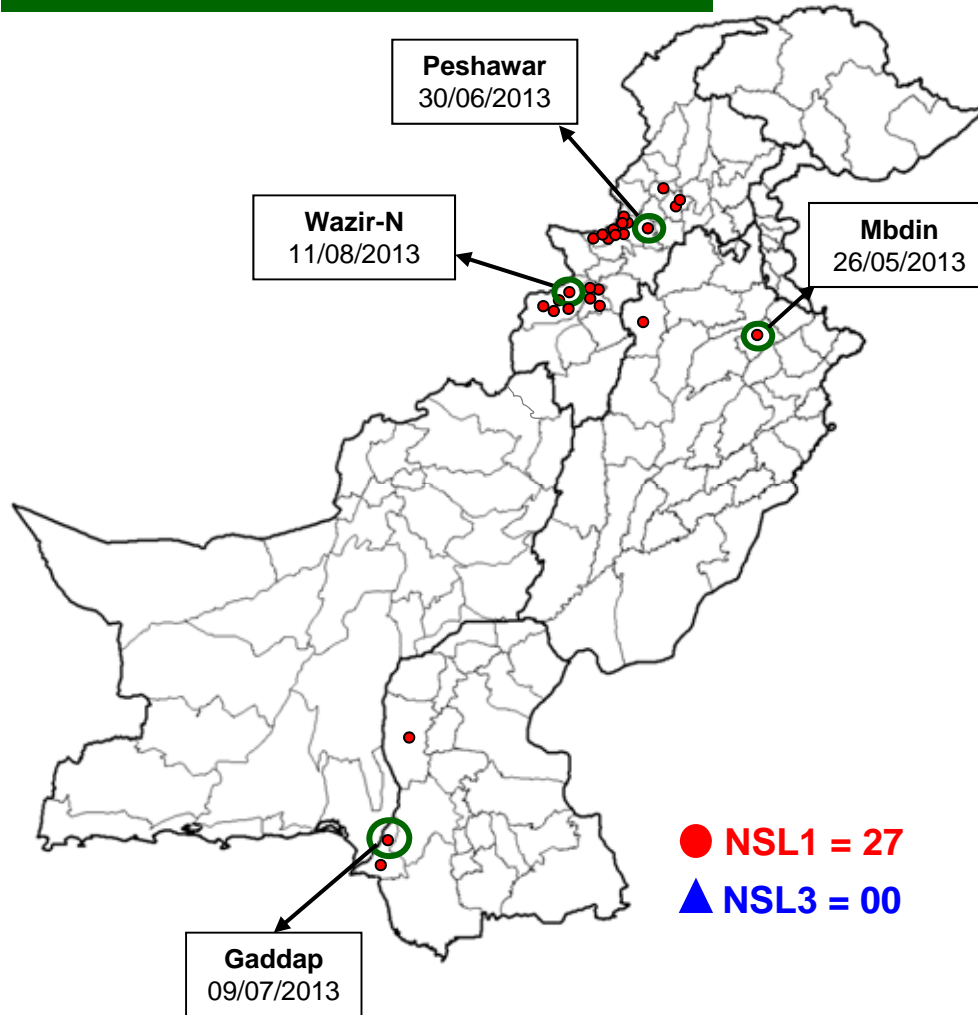 Peshawar
30/06/2013
Wazir-N
11/08/2013
Mbdin
26/05/2013
NSL1 = 27
NSL3 = 00
Gaddap
09/07/2013